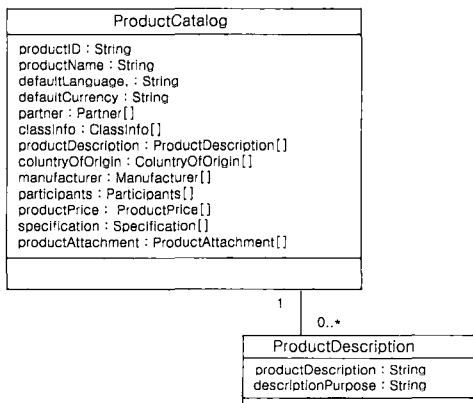 ProductCatalog
productID : String
productName : String
defaultLanguage, : String
defaultCurrency : String
partner : Partner[]
classInfo : ClassInfo[]
productDescription : ProductDescription[]
coluntryOfOrigin : ColuntryOfOrigin[]
manufacturer : Manufacturer[]
participants : Participants[]
productPrice : ProductPrice[]
specification : Specification[]
productAttachment : ProductAttachment[]
1
0..*
ProductDescription
productDescription : String
descriptionPurpose : String